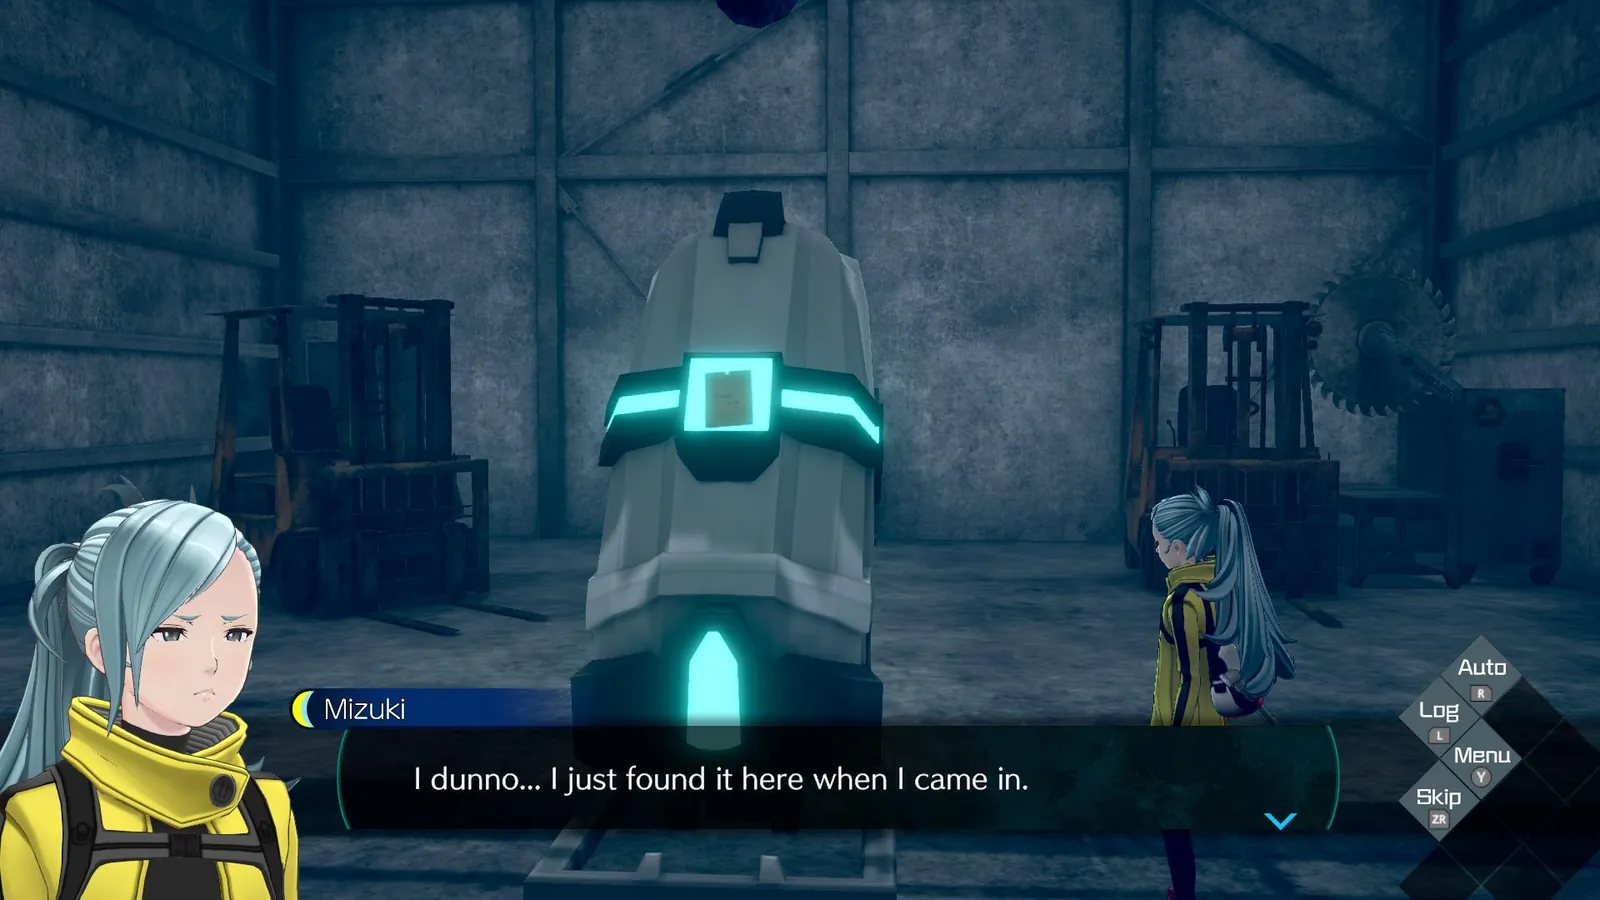 Mizuki
I dunno... I just found it here when I came in.
Auto
R
Log
L
Menu
Y
Skip
ZR